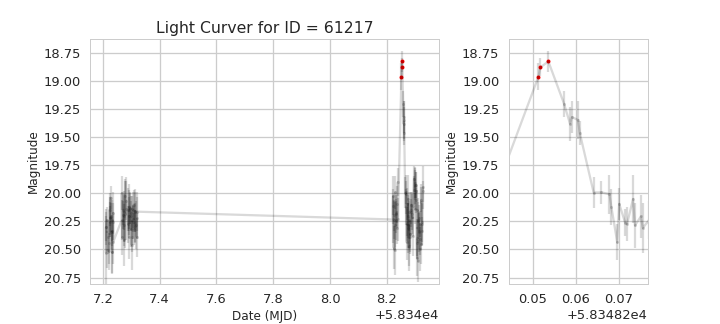 Light Curver for ID = 61217
18.75
19.00
19.25
19.50
19.75
20.00
20.25
20.50
20.75
Magnitude
7.2 7.4 7.6 7.8 8.0 8.2
Date (MJD)
+5.834e4
18.75
19.00
19.25
19.50
19.75
20.00
20.25
20.50
20.75
Magnitude
0.05 0.06 0.07
+5.83482e4